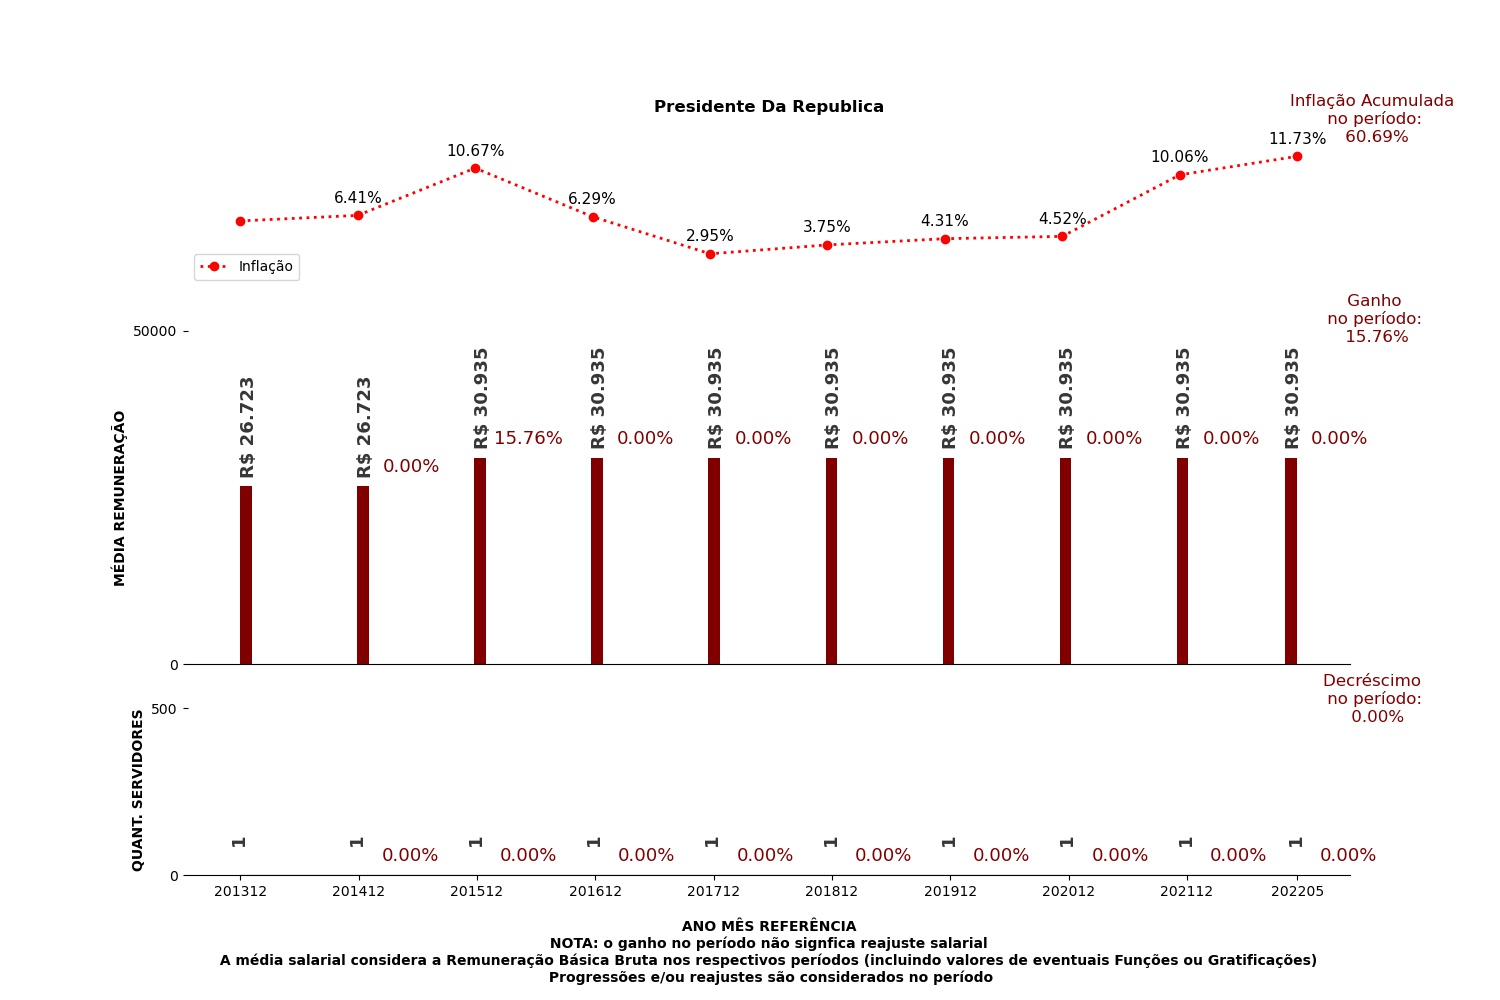 Presidente Da Republica
Inflação Acumulada
no período:
60.69%
6.41%
10.67%
6.29%
2.95%
3.75%
4.31%
4.52%
10.06%
11.73%
Inflação
Ganho
no período:
15.76%
MÉDIA REMUNERAÇÃO
50000
0
R$ 26.723
R$ 26.723
0.00%
R$ 30.935
15.76%
R$ 30.935
0.00%
R$ 30.935
0.00%
R$ 30.935
0.00%
R$ 30.935
0.00%
R$ 30.935
0.00%
R$ 30.935
0.00%
R$ 30.935
0.00%
Decréscimo
no período:
0.00%
QUANT. SERVIDORES
500
0
1
1
0.00%
1
0.00%
1
0.00%
1
0.00%
1
0.00%
1
0.00%
1
0.00%
1
0.00%
1
0.00%
201312
201412
201512
201612
201712
201812
201912
202012
202112
202205
ANO MÊS REFERÊNCIA
NOTA: o ganho no período não signfica reajuste salarial
A média salarial considera a Remuneração Básica Bruta nos respectivos períodos (incluindo valores de eventuais Funções ou Gratificações)
Progressões e/ou reajustes são considerados no período